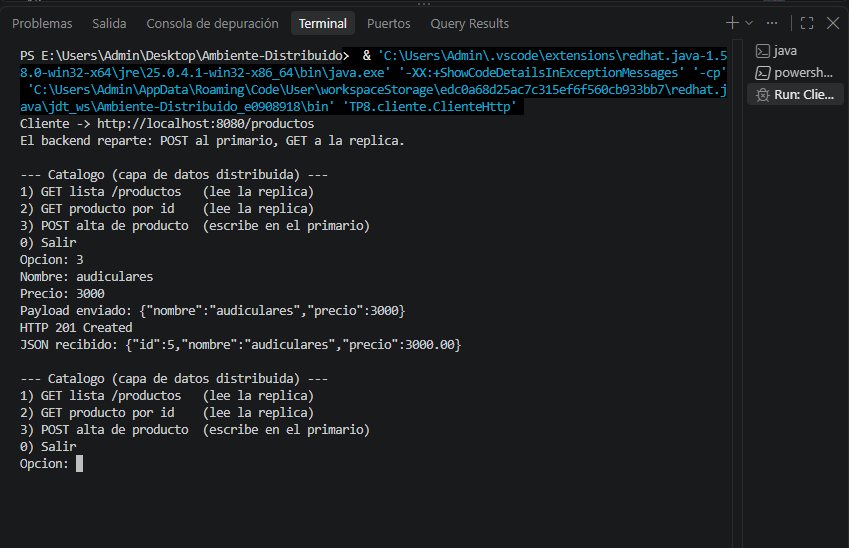 Problemas Salida Consola de depuración Terminal Puertos Query Results
PS E:\Users\Admin\Desktop\Ambiente-Distribuido>  & 'C:\Users\Admin\.vscode\extensions\redhat.java-1.5
8.0-win32-x64\jre\25.0.4.1-win32-x86_64\bin\java.exe' '-XX:+ShowCodeDetailsInExceptionMessages' '-cp'
 'C:\Users\Admin\AppData\Roaming\Code\User\workspaceStorage\edc0a68d25ac7c315ef6f560cb933bb7\redhat.j
ava\jdt_ws\Ambiente-Distribuido_e0908918\bin' 'TP8.cliente.ClienteHttp'
Cliente -> http://localhost:8080/productos
El backend reparte: POST al primario, GET a la replica.
--- Catalogo (capa de datos distribuida) ---
1) GET lista /productos   (lee la replica)
2) GET producto por id    (lee la replica)
3) POST alta de producto  (escribe en el primario)
0) Salir
Opcion: 3
Nombre: audiculares
Precio: 3000
Payload enviado: {"nombre":"audiculares","precio":3000}
HTTP 201 Created
JSON recibido: {"id":5,"nombre":"audiculares","precio":3000.00}
--- Catalogo (capa de datos distribuida) ---
1) GET lista /productos   (lee la replica)
2) GET producto por id    (lee la replica)
3) POST alta de producto  (escribe en el primario)
0) Salir
Opcion:
java
powersh...
Run: Clie...